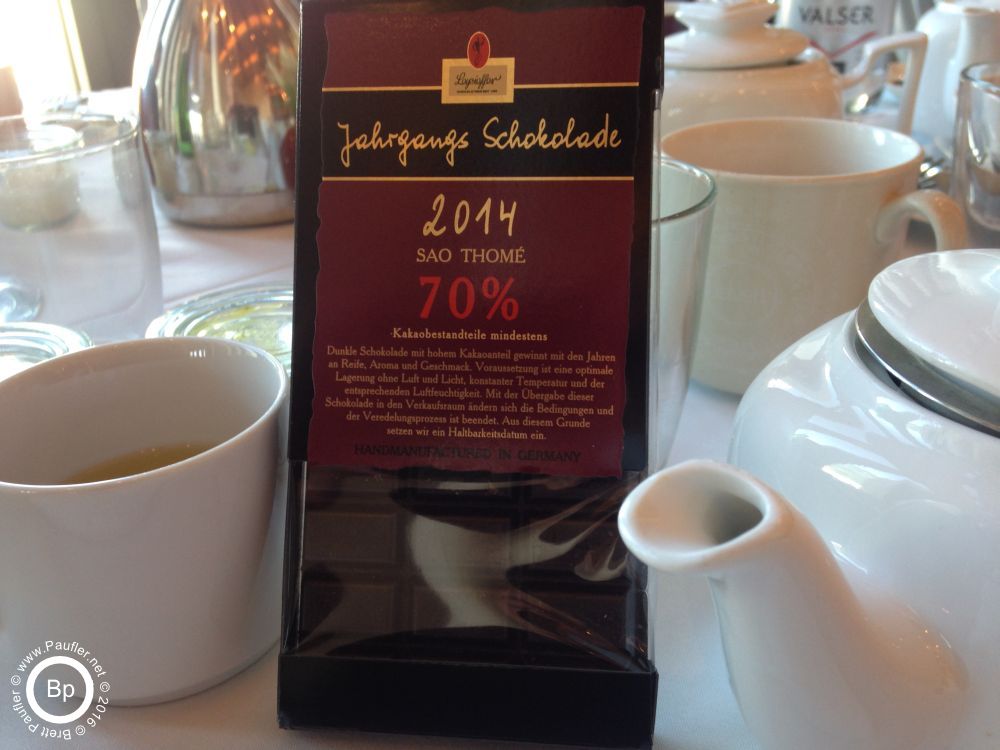 VALSER
Leysieffer
Jahrgangs Schokolade
2014
SAO THOMÉ
70%
Kakaobestandteile mindestens
Dunkle Schokolade mit hohem Kakaoanteil gewinnt mit den Jahren
an Reife, Aroma und Geschmack. Voraussetzung ist eine optimale
Lagerung ohne Luft und Licht, konstanter Temperatur und der
entsprechenden Luftfeuchtigkeit. Mit der Übergabe dieser
Schokolade in den Verkaufsraum ändern sich die Bedingungen und
der Veredelungsprozess ist beendet. Aus diesem Grunde
setzen wir ein Haltbarkeitsdatum ein.
HANDMANUFACTURED IN GERMANY
© www.Paufler.net © 2016 © Brett Paufler
Bp